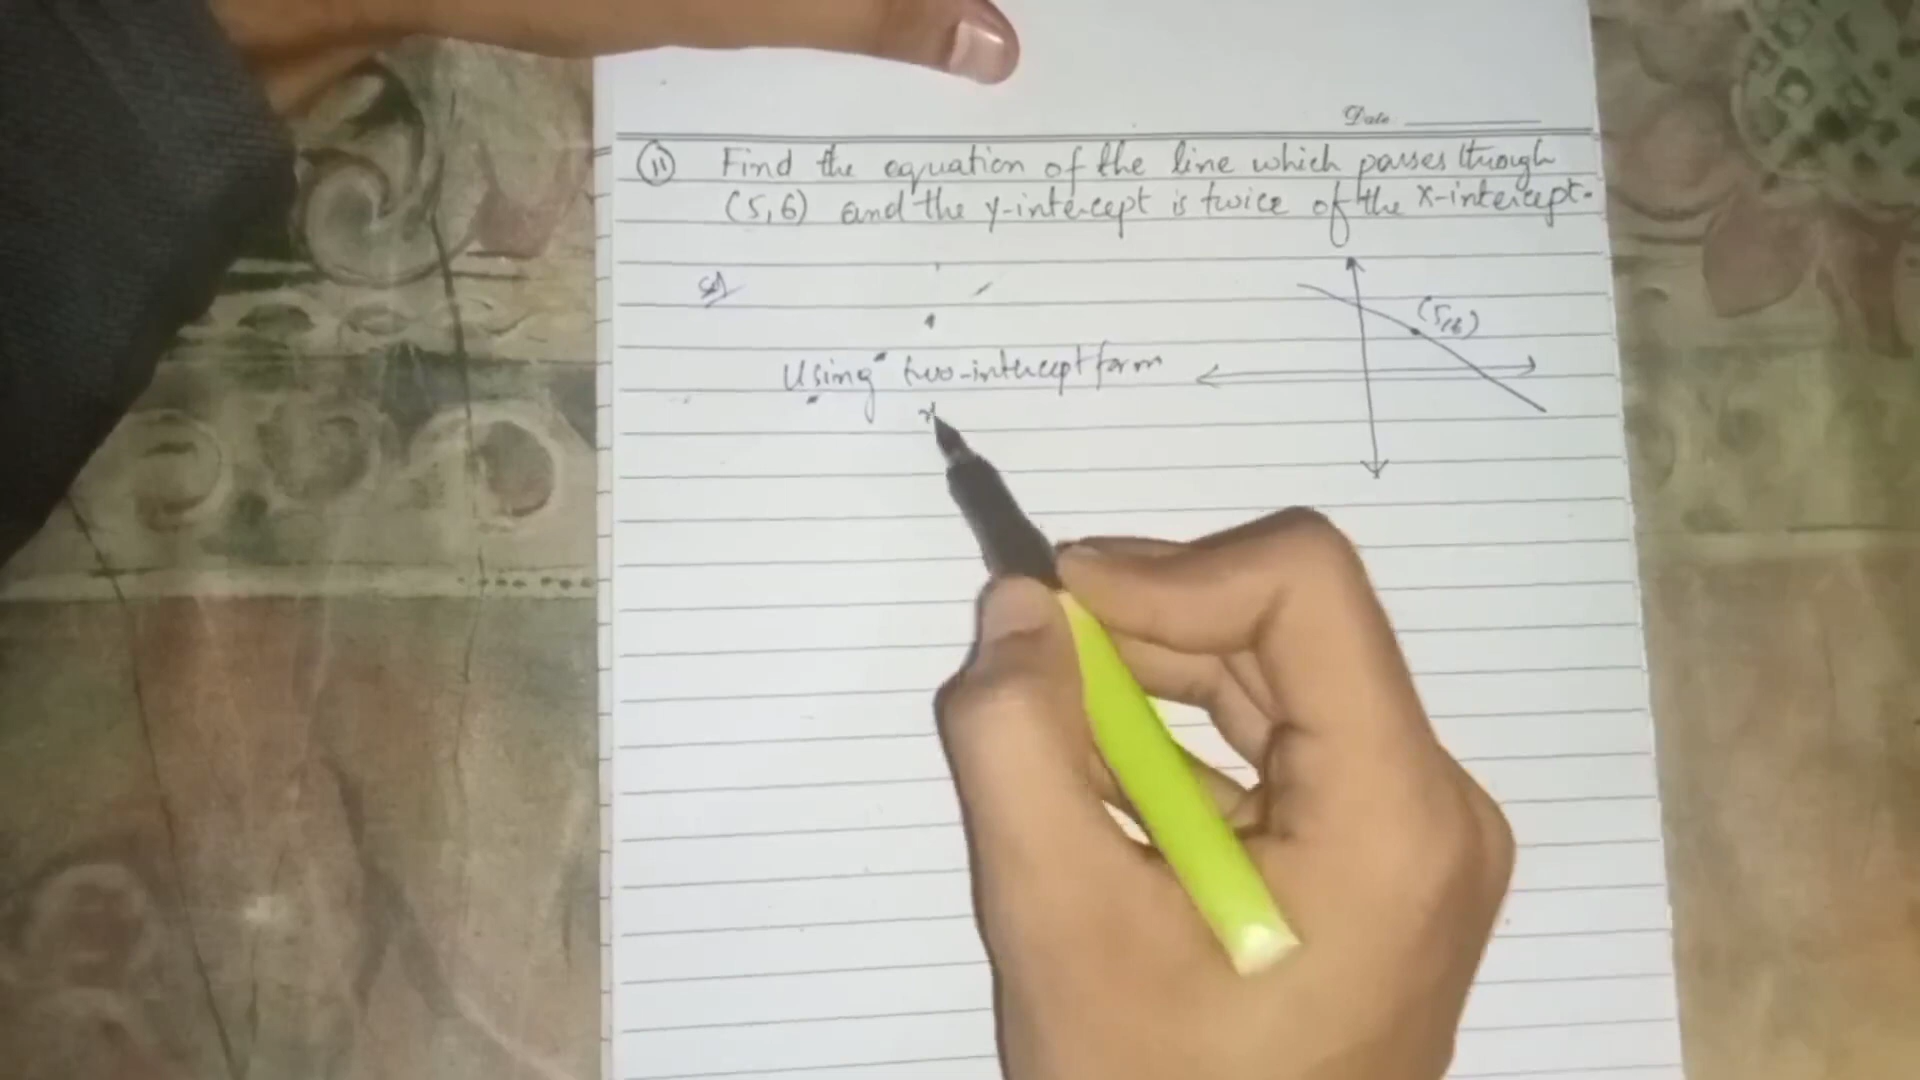 Date
(11) Find the equation of the line which passes through
(5,6) and the y-intercept is twice of the x-intercept.
Sol
(5,6)
Using two-intercept form
x